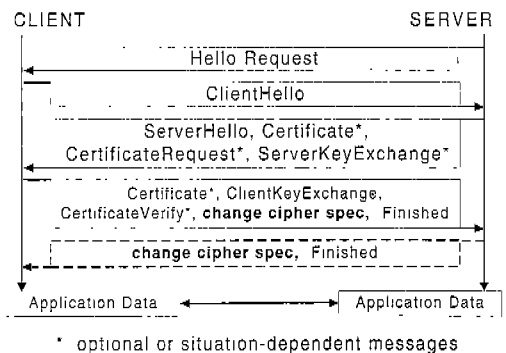 CLIENT SERVER
Hello Request
ClientHello
ServerHello, Certificate*,
CertificateRequest*, ServerKeyExchange*
Certificate*, ClientKeyExchange,
CertificateVerify*, change cipher spec, Finished
change cipher spec, Finished
Application Data Application Data
* optional or situation-dependent messages